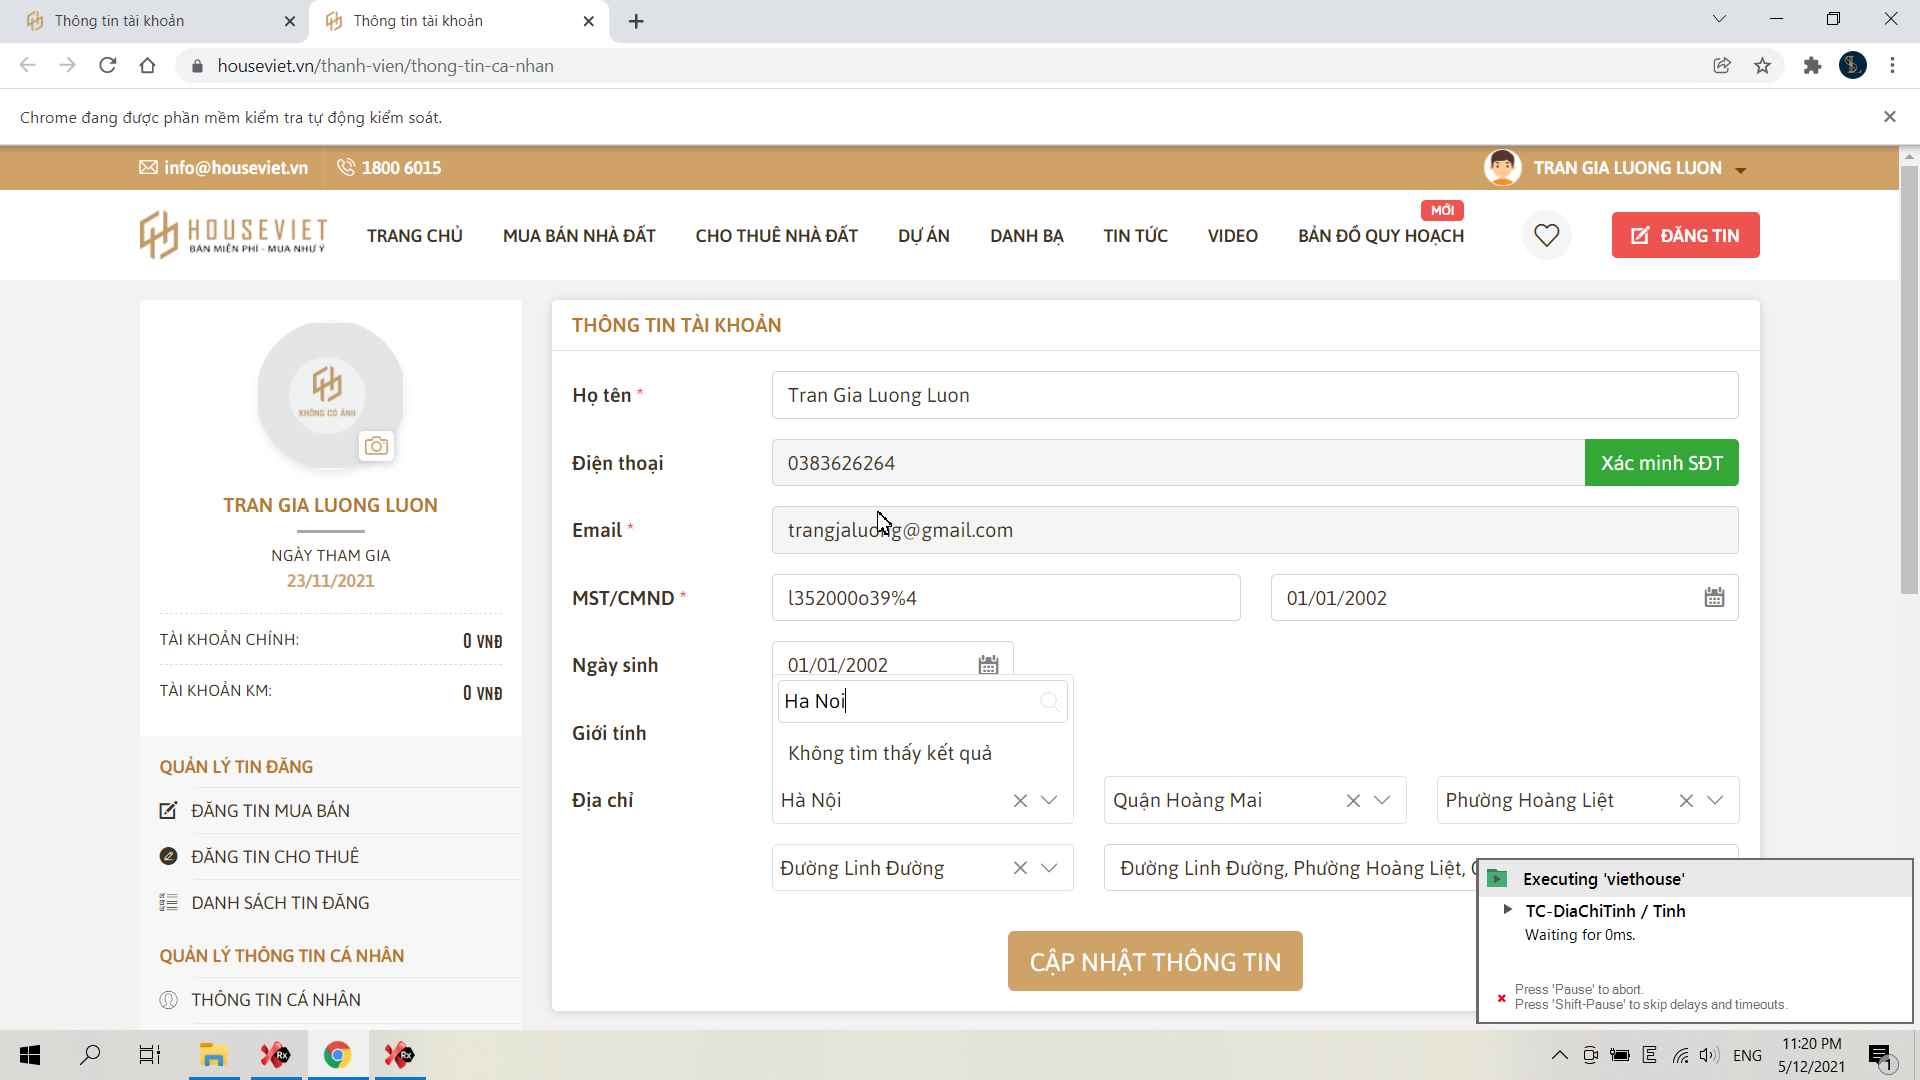 Thông tin tài khoản
Thông tin tài khoản
houseviet.vn/thanh-vien/thong-tin-ca-nhan
Chrome đang được phần mềm kiểm tra tự động kiểm soát.
info@houseviet.vn
1800 6015
TRAN GIA LUONG LUON
HOUSEVIET
BÁN MIỄN PHÍ - MUA NHƯ Ý
TRANG CHỦ
MUA BÁN NHÀ ĐẤT
CHO THUÊ NHÀ ĐẤT
DỰ ÁN
DANH BẠ
TIN TỨC
VIDEO
MỚI
BẢN ĐỒ QUY HOẠCH
ĐĂNG TIN
KHÔNG CÓ ẢNH
TRAN GIA LUONG LUON
NGÀY THAM GIA
23/11/2021
TÀI KHOẢN CHÍNH: 0 VNĐ
TÀI KHOẢN KM: 0 VNĐ
QUẢN LÝ TIN ĐĂNG
ĐĂNG TIN MUA BÁN
ĐĂNG TIN CHO THUÊ
DANH SÁCH TIN ĐĂNG
QUẢN LÝ THÔNG TIN CÁ NHÂN
THÔNG TIN CÁ NHÂN
THÔNG TIN TÀI KHOẢN
Họ tên * Tran Gia Luong Luon
Điện thoại 0383626264 Xác minh SĐT
Email * trangjaluong@gmail.com
MST/CMND * l352000o39%4 01/01/2002
Ngày sinh 01/01/2002
Ha Noi
Giới tính
Không tìm thấy kết quả
Địa chỉ Hà Nội Quận Hoàng Mai Phường Hoàng Liệt
Đường Linh Đường Đường Linh Đường, Phường Hoàng Liệt,
CẬP NHẬT THÔNG TIN
Executing 'viethouse'
TC-DiaChiTinh / Tinh
Waiting for 0ms.
Press 'Pause' to abort.
Press 'Shift-Pause' to skip delays and timeouts.
Rx
Rx
ENG
11:20 PM
5/12/2021
1